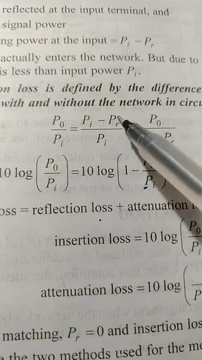 reflected at the input terminal, and
signal power
ng power at the input = Pᵢ − Pᵣ
actually enters the network. But due to
is less than input power Pᵢ.
on loss is defined by the difference
with and without the network in circu
P₀/Pᵢ = (Pᵢ − Pᵣ)/Pᵢ P₀
10 log (P₀/Pᵢ) = 10 log (1 −
oss = reflection loss + attenuation
insertion loss = 10 log (P₀/P
attenuation loss = 10 log (
matching, Pᵣ = 0 and insertion los
the two methods used for the me